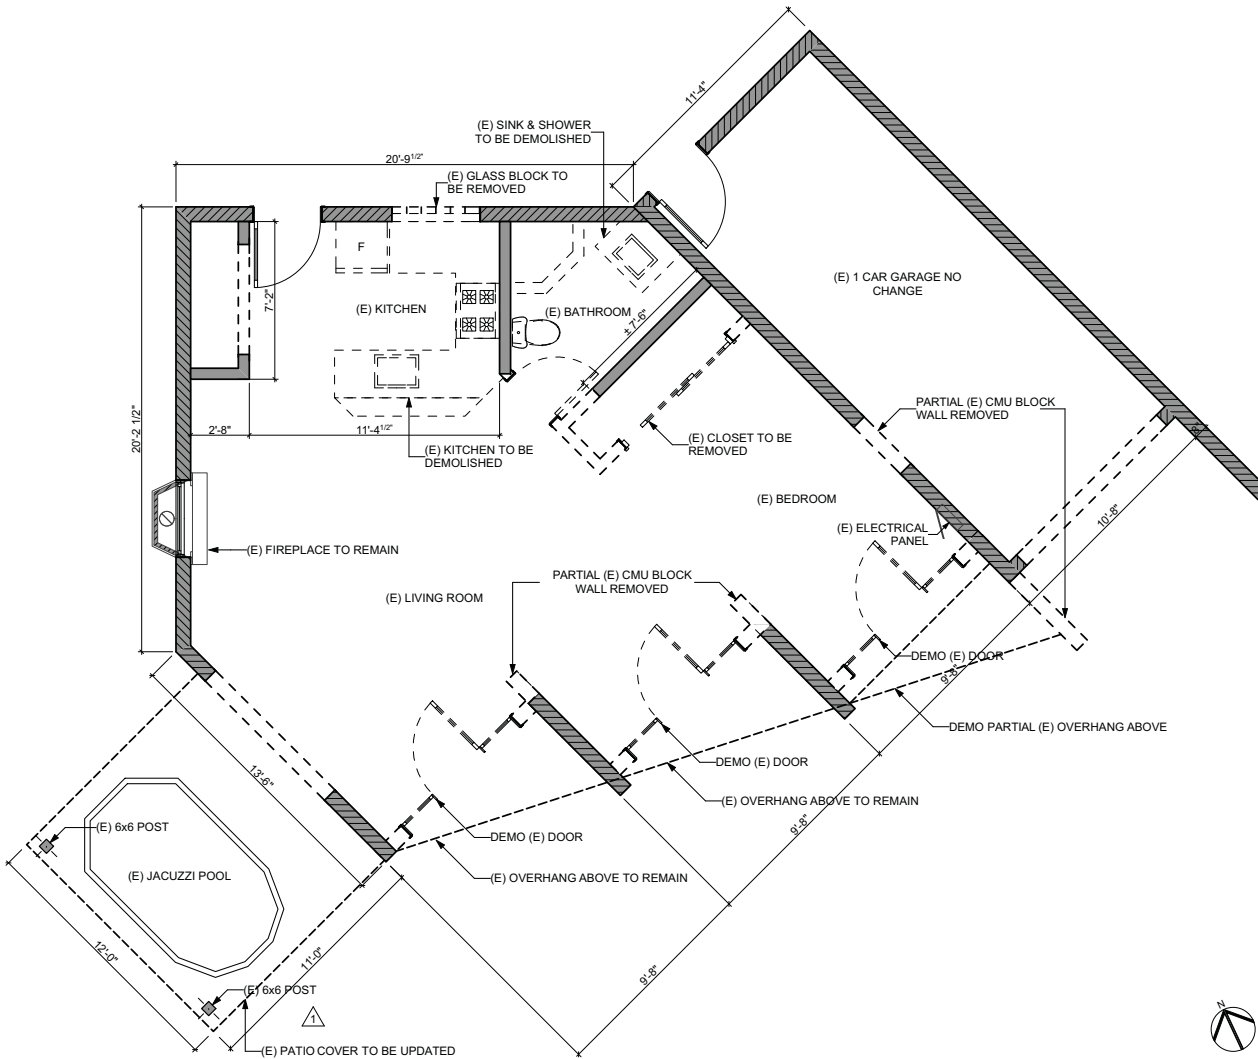 11'-4"
(E) SINK & SHOWER
TO BE DEMOLISHED
20'-9 1/2"
(E) GLASS BLOCK TO
BE REMOVED
F
(E) 1 CAR GARAGE NO
CHANGE
7'-2"
(E) KITCHEN
(E) BATHROOM
±7'-6"
20'-2 1/2"
2'-8"
11'-4 1/2"
PARTIAL (E) CMU BLOCK
WALL REMOVED
8"
(E) KITCHEN TO BE
DEMOLISHED
(E) CLOSET TO BE
REMOVED
(E) BEDROOM
10'-8"
(E) ELECTRICAL
PANEL
(E) FIREPLACE TO REMAIN
PARTIAL (E) CMU BLOCK
WALL REMOVED
(E) LIVING ROOM
DEMO (E) DOOR
9'-8"
DEMO PARTIAL (E) OVERHANG ABOVE
DEMO (E) DOOR
13'-6"
(E) OVERHANG ABOVE TO REMAIN
9'-8"
(E) 6x6 POST
DEMO (E) DOOR
(E) JACUZZI POOL
(E) OVERHANG ABOVE TO REMAIN
12'-0"
11'-0"
9'-8"
(E) 6x6 POST
1
N
(E) PATIO COVER TO BE UPDATED